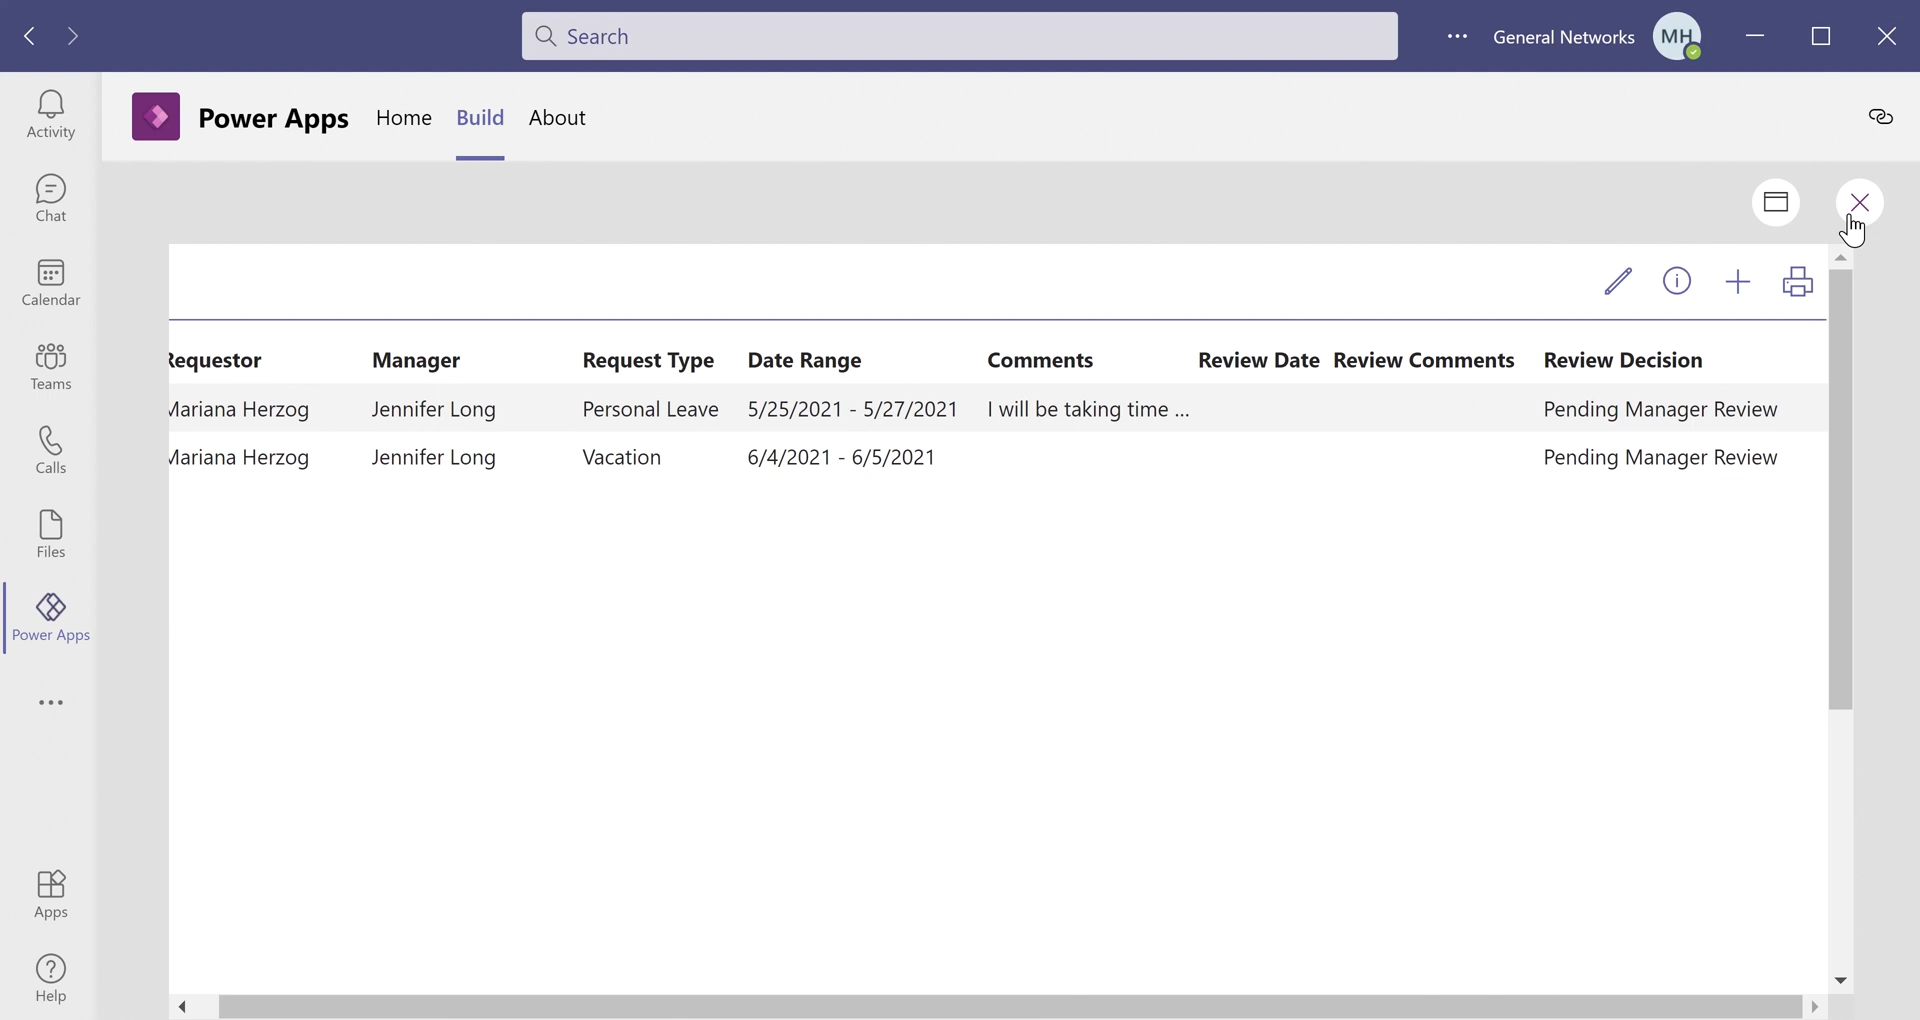 Search
General Networks
MH
Power Apps
Home
Build
About
Activity
Chat
Calendar
Teams
Calls
Files
Power Apps
Apps
Help
Requestor Manager Request Type Date Range Comments Review Date Review Comments Review Decision
Mariana Herzog Jennifer Long Personal Leave 5/25/2021 - 5/27/2021 I will be taking time ... Pending Manager Review
Mariana Herzog Jennifer Long Vacation 6/4/2021 - 6/5/2021 Pending Manager Review